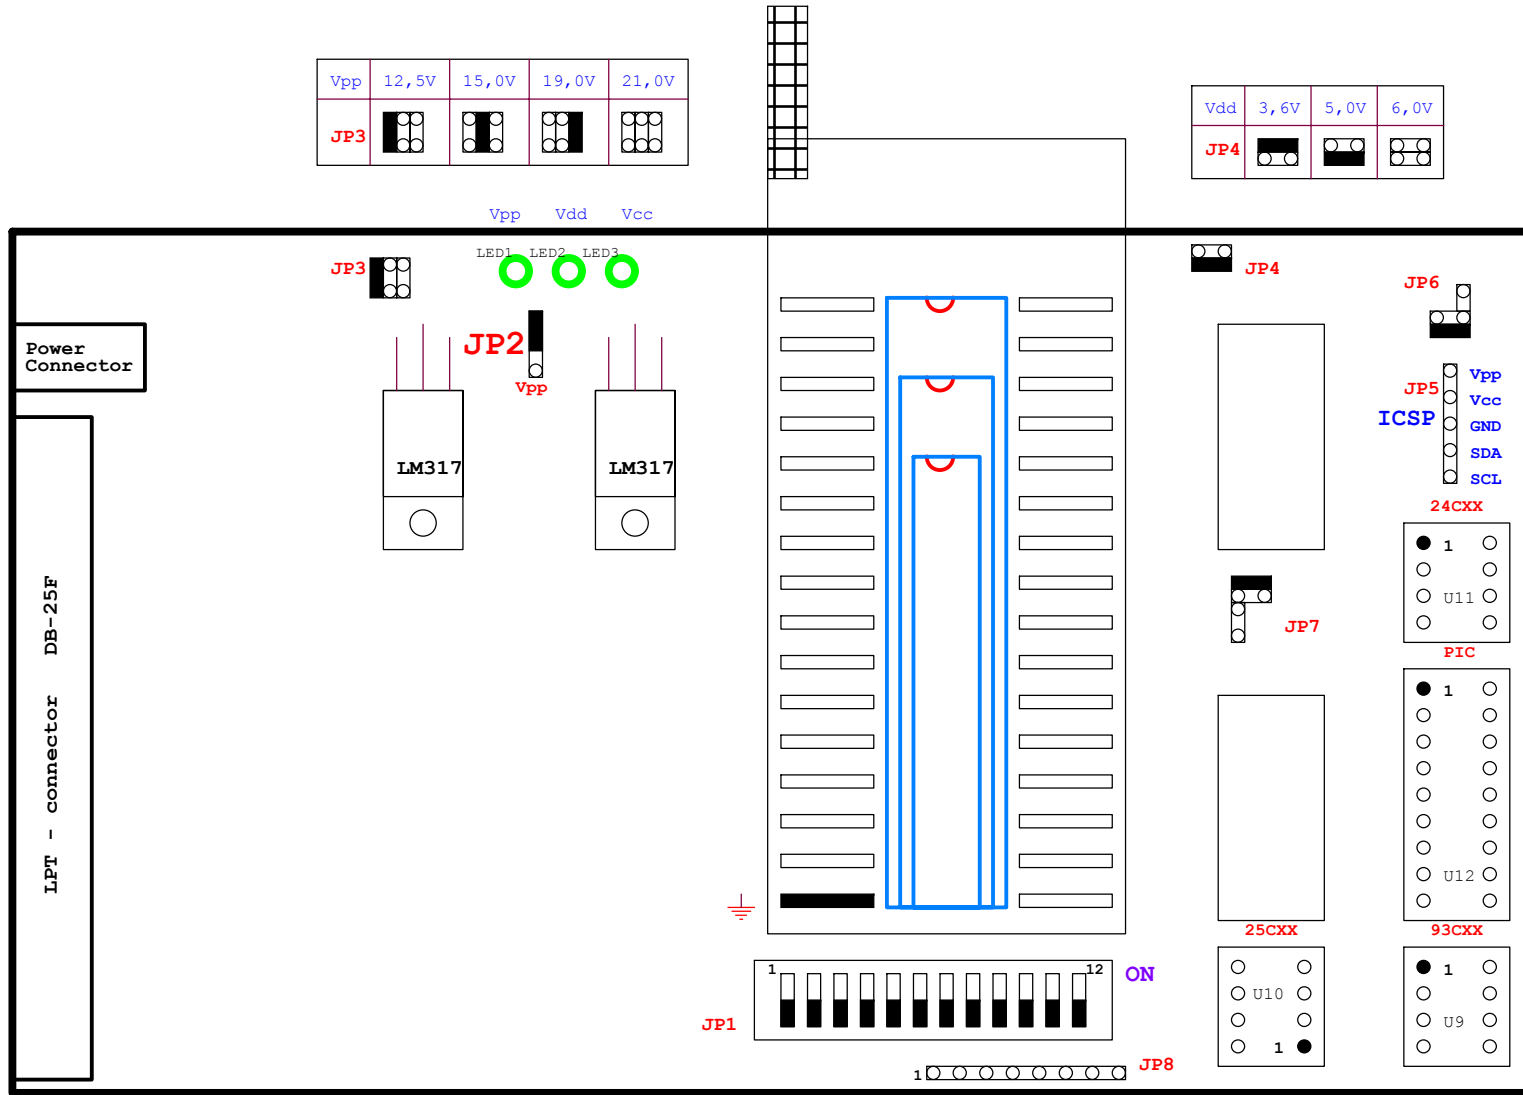 Vpp 12,5V 15,0V 19,0V 21,0V
JP3
Vdd 3,6V 5,0V 6,0V
JP4
Vpp Vdd Vcc
LED1 LED2 LED3
JP3
JP4
JP6
JP2
Vpp
Power
Connector
JP5
ICSP
Vpp
Vcc
GND
SDA
SCL
LM317
LM317
24CXX
1
U11
JP7
PIC
1
U12
LPT - connector DB-25F
25CXX
U10
1
93CXX
1
U9
1 12
ON
JP1
1
JP8